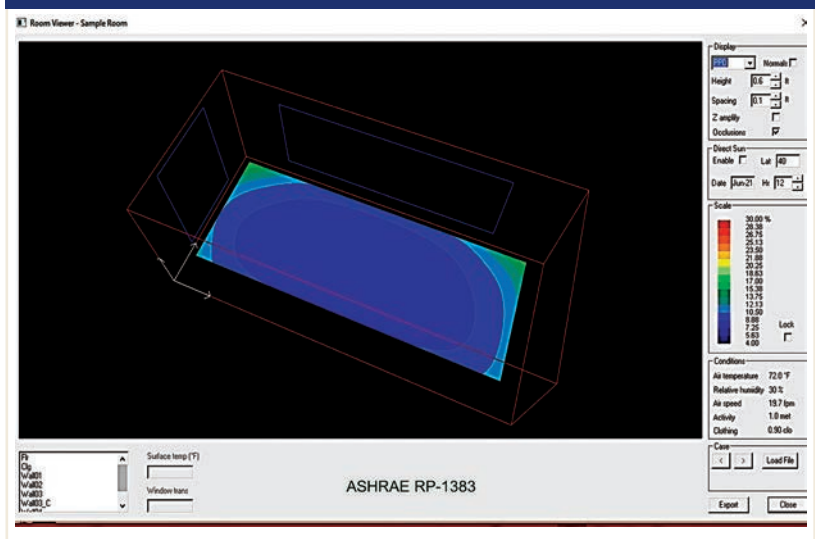 Room Viewer - Sample Room
Display
PPD
Normals
Height 0.6 ft
Spacing 0.1 ft
Z amplify
Occlusions
Direct Sun
Enable Lat 40
Date Jun-21 Hr 12
Scale
30.00 %
28.38
26.75
25.13
23.50
21.88
20.25
18.63
17.00
15.38
13.75
12.13
10.50
8.88
7.25
5.63
4.00
Lock
Conditions
Air temperature 72.0 °F
Relative humidity 30 %
Air speed 19.7 fpm
Activity 1.0 met
Clothing 0.90 clo
Case
< > Load File
Export Close
Flr
Clg
Wall01
Wall02
Wall03
Wall03_C
Surface temp (°F)
Window trans
ASHRAE RP-1383